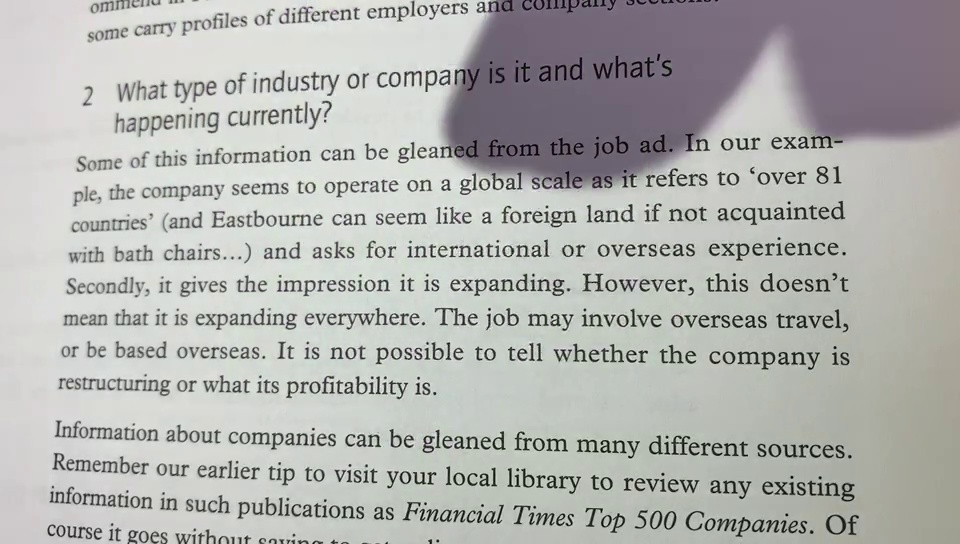 some carry profiles of different employers and company sections.
2 What type of industry or company is it and what's
happening currently?
Some of this information can be gleaned from the job ad. In our exam-
ple, the company seems to operate on a global scale as it refers to ‘over 81
countries’ (and Eastbourne can seem like a foreign land if not acquainted
with bath chairs...) and asks for international or overseas experience.
Secondly, it gives the impression it is expanding. However, this doesn’t
mean that it is expanding everywhere. The job may involve overseas travel,
or be based overseas. It is not possible to tell whether the company is
restructuring or what its profitability is.
Information about companies can be gleaned from many different sources.
Remember our earlier tip to visit your local library to review any existing
information in such publications as Financial Times Top 500 Companies. Of
course it goes without saying to